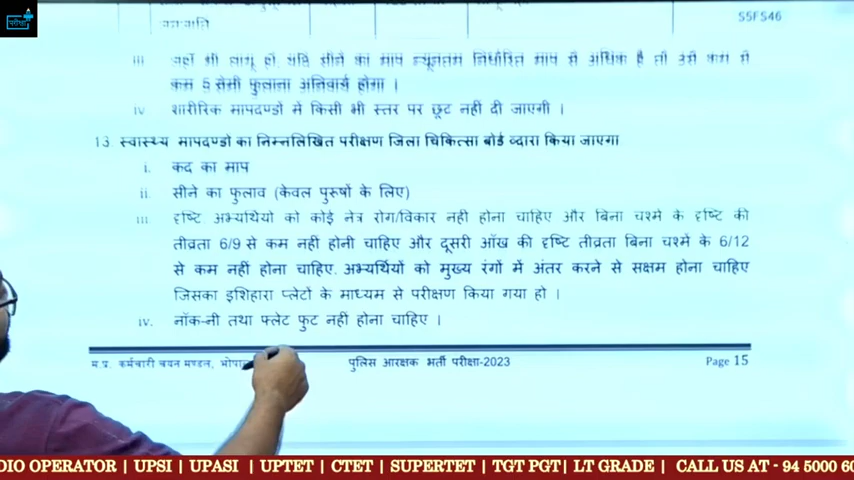 परीक्षा
S5FS46
iii जहाँ भी लागू हो यदि सीने का माप न्यूनतम निर्धारित माप से अधिक है तो उसे कम से
कम 5 सेमी फुलाना अनिवार्य होगा ।
iv शारीरिक मापदण्डों में किसी भी स्तर पर छूट नहीं दी जाएगी ।
13. स्वास्थ्य मापदण्डों का निम्नलिखित परीक्षण जिला चिकित्सा बोर्ड व्दारा किया जाएगा
i. कद का माप
ii सीने का फुलाव (केवल पुरूषों के लिए)
iii दृष्टि अभ्यर्थियों को कोई नेत्र रोग/विकार नही होना चाहिए और बिना चश्मे के दृष्टि की
तीव्रता 6/9 से कम नहीं होनी चाहिए और दूसरी आँख की दृष्टि तीव्रता बिना चश्में के 6/12
से कम नहीं होना चाहिए. अभ्यर्थियों को मुख्य रंगों में अंतर करने से सक्षम होना चाहिए
जिसका इशिहारा प्लेटों के माध्यम से परीक्षण किया गया हो ।
iv. नॉक-नी तथा फ्लेट फुट नहीं होना चाहिए ।
म.प्र. कर्मचारी चयन मण्डल, पुलिस आरक्षक भर्ती परीक्षा-2023 Page 15
DIO OPERATOR | UPSI | UPASI | UPTET | CTET | SUPERTET | TGT PGT| LT GRADE | CALL US AT - 94 5000 60